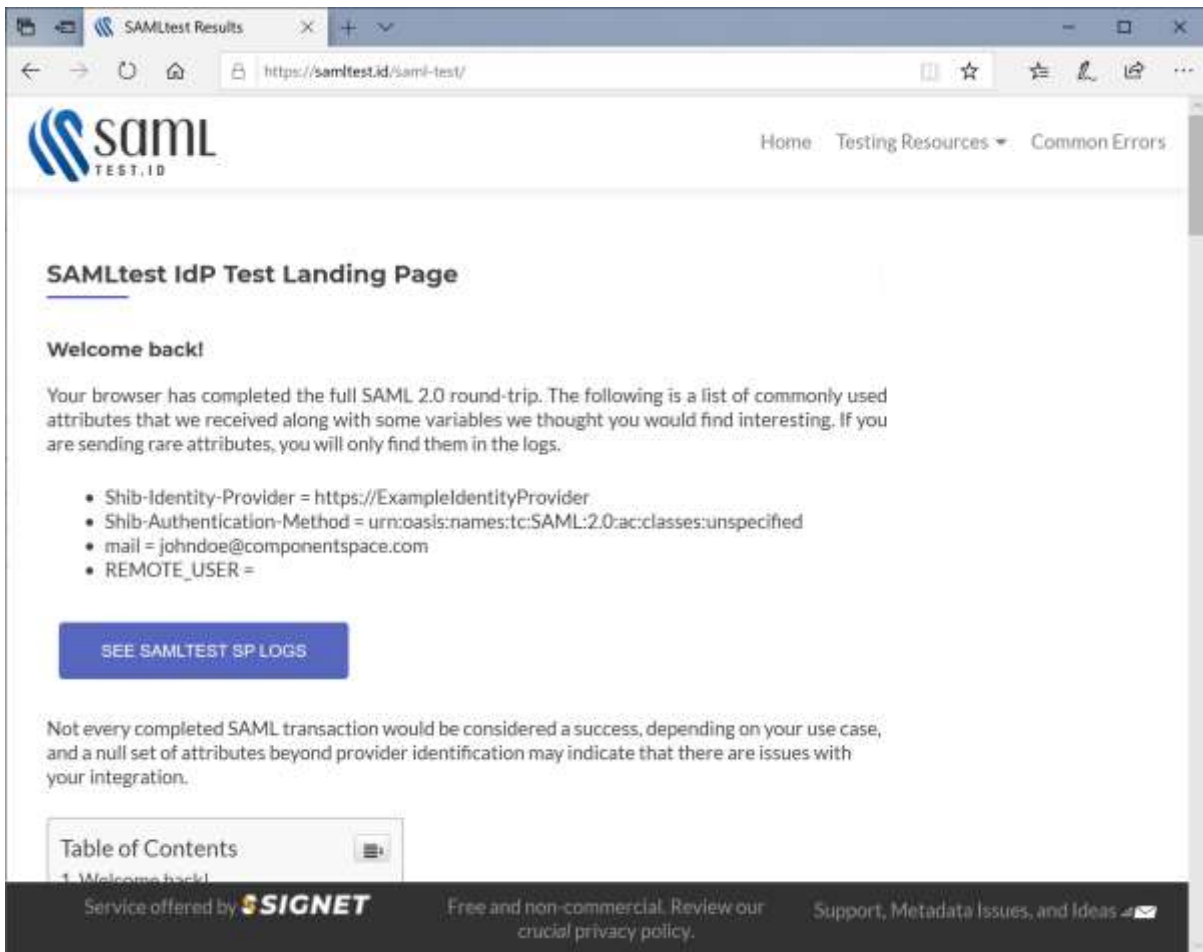 SAMLtest Results
https://samltest.id/saml-test/
saml
TEST.ID
Home Testing Resources Common Errors
SAMLtest IdP Test Landing Page
Welcome back!
Your browser has completed the full SAML 2.0 round-trip. The following is a list of commonly used
attributes that we received along with some variables we thought you would find interesting. If you
are sending rare attributes, you will only find them in the logs.
• Shib-Identity-Provider = https://ExampleIdentityProvider
• Shib-Authentication-Method = urn:oasis:names:tc:SAML:2.0:ac:classes:unspecified
• mail = johndoe@componentspace.com
• REMOTE_USER =
SEE SAMLTEST SP LOGS
Not every completed SAML transaction would be considered a success, depending on your use case,
and a null set of attributes beyond provider identification may indicate that there are issues with
your integration.
Table of Contents
1. Welcome back!
Service offered by SIGNET Free and non-commercial. Review our Support, Metadata Issues, and Ideas
crucial privacy policy.